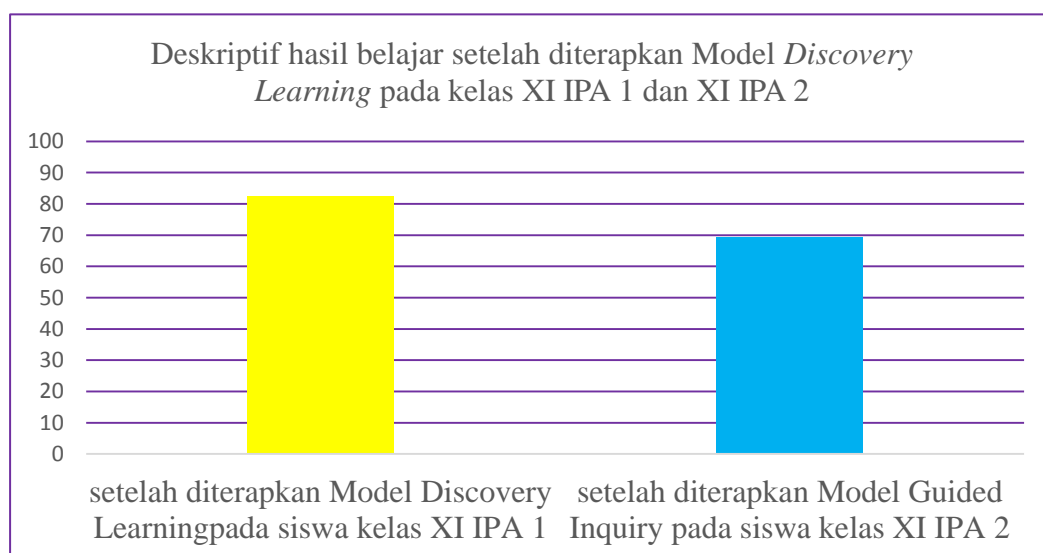 Deskriptif hasil belajar setelah diterapkan Model Discovery
Learning pada kelas XI IPA 1 dan XI IPA 2
100
90
80
70
60
50
40
30
20
10
0
setelah diterapkan Model Discovery
Learningpada siswa kelas XI IPA 1
setelah diterapkan Model Guided
Inquiry pada siswa kelas XI IPA 2